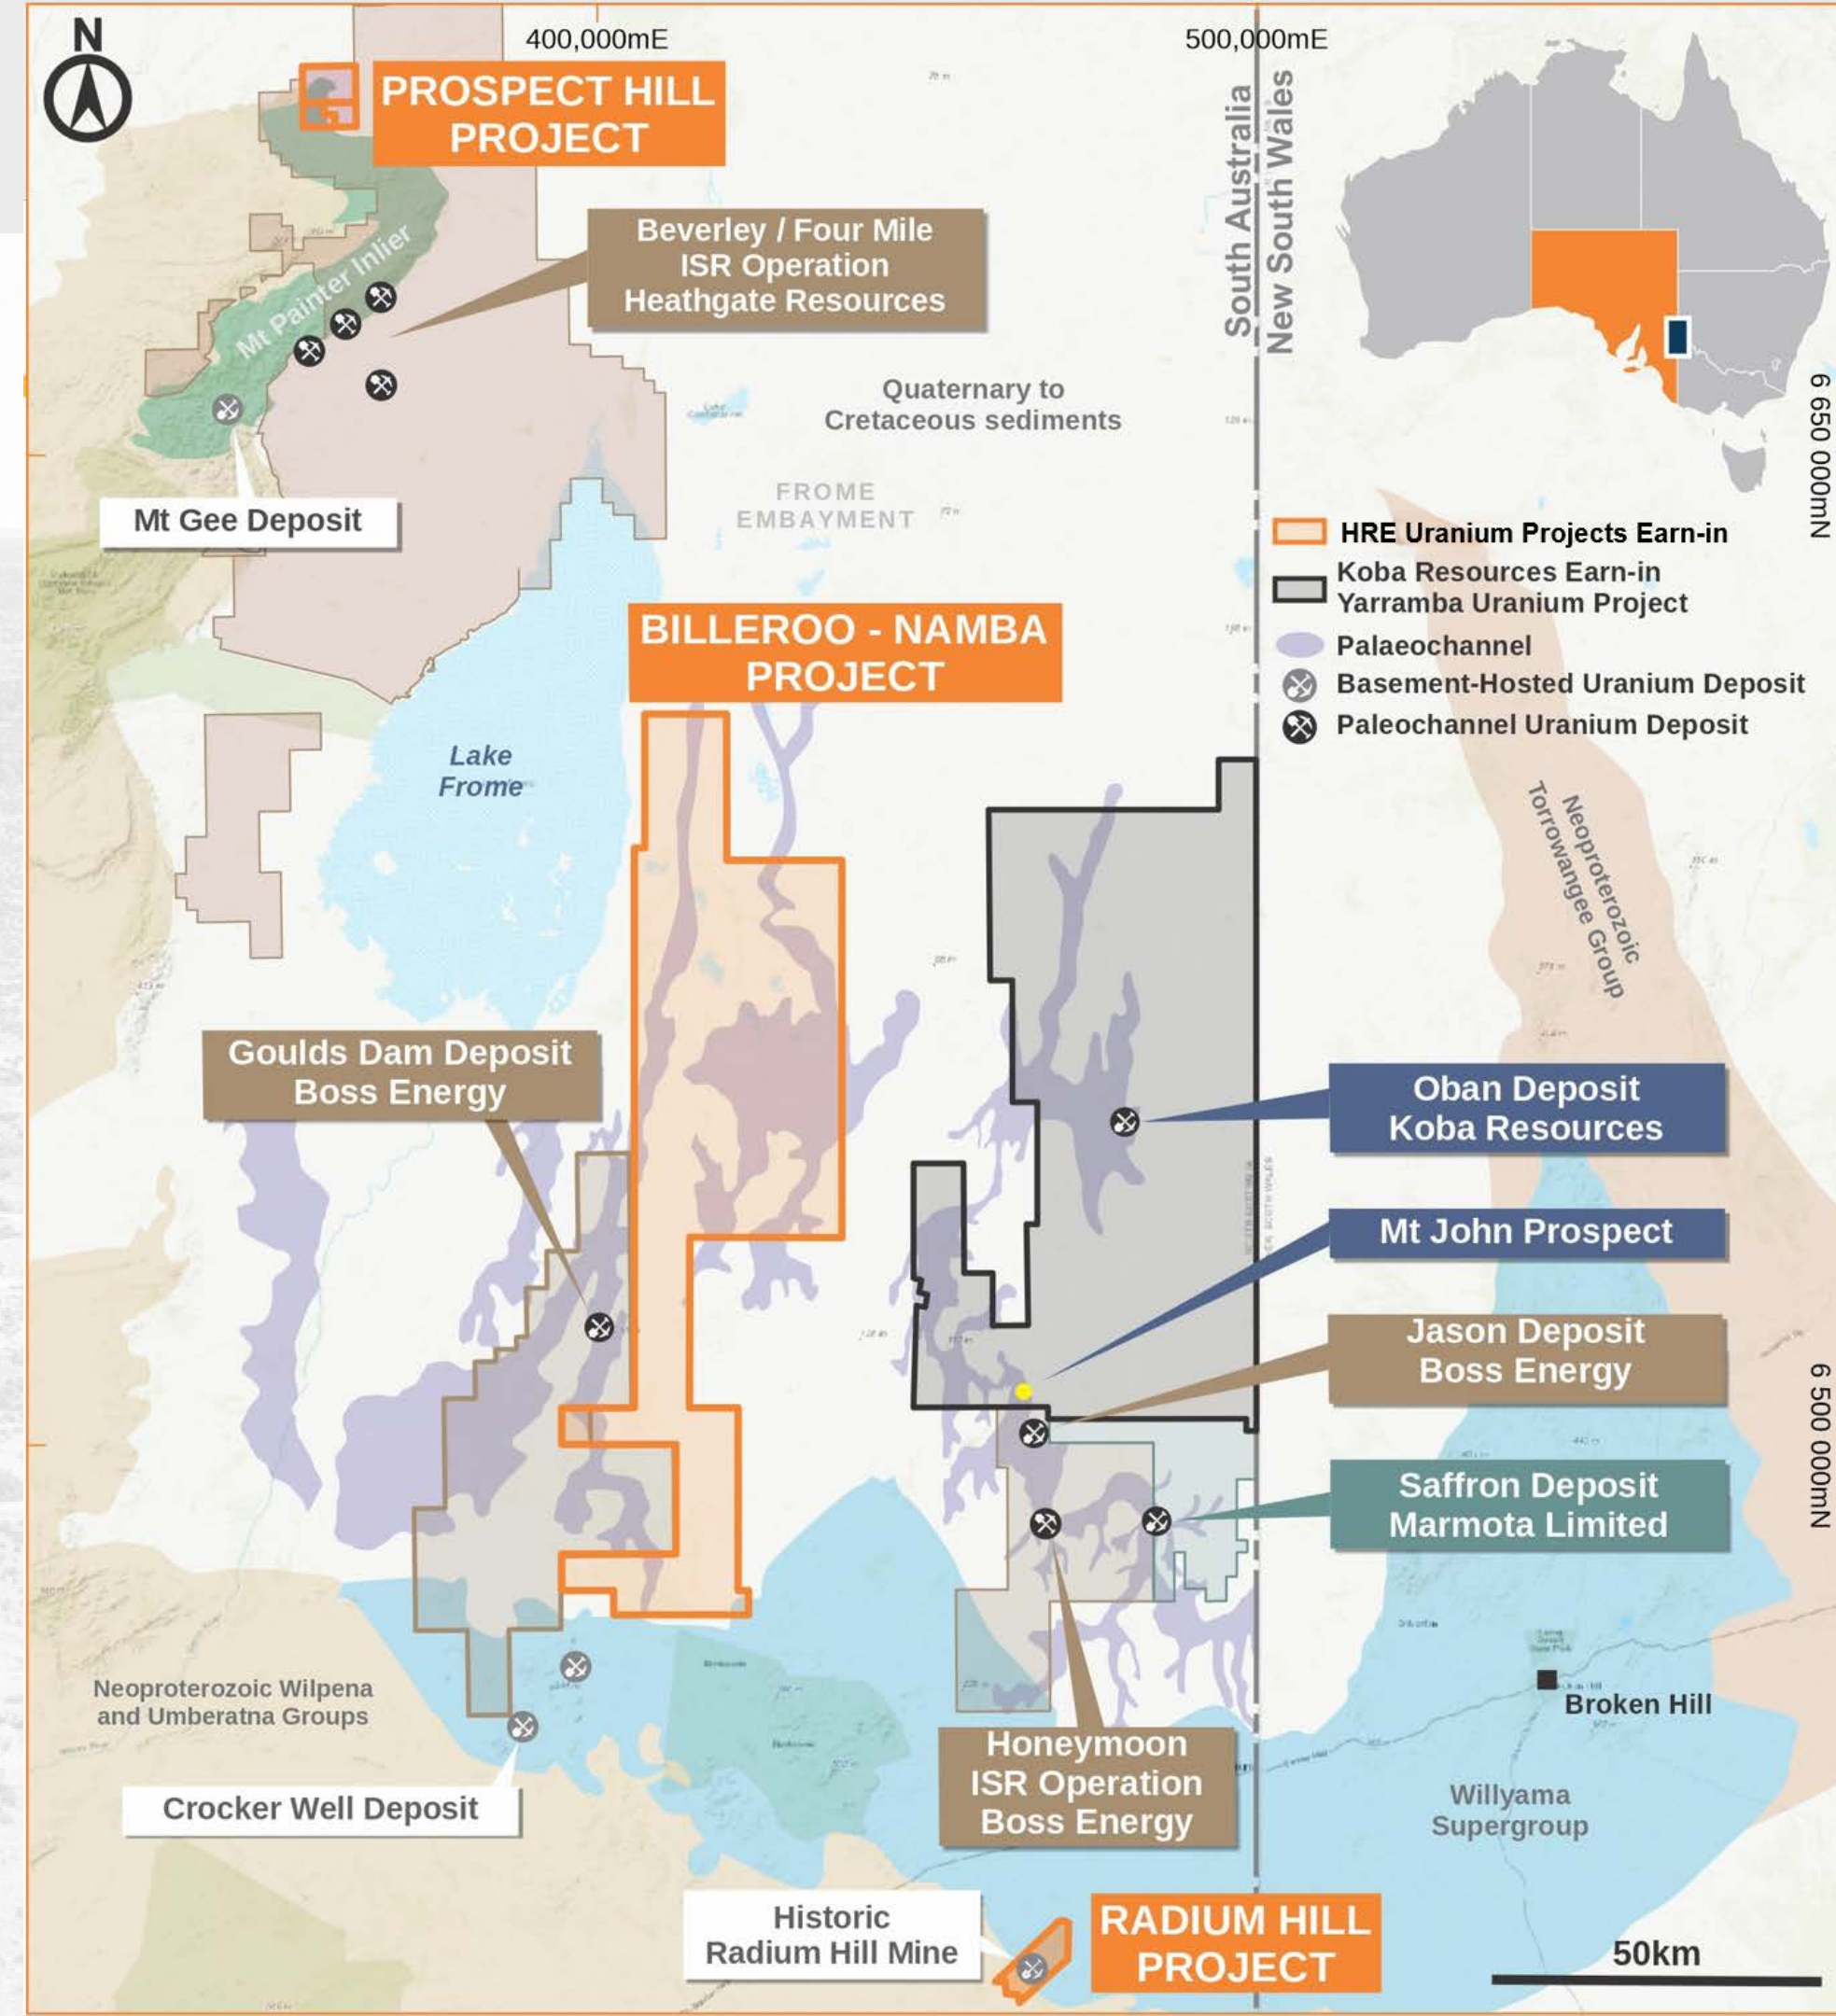 N
400,000mE
500,000mE
PROSPECT HILL
PROJECT
South Australia
New South Wales
Beverley / Four Mile
ISR Operation
Heathgate Resources
Mt Painter Inlier
Quaternary to
Cretaceous sediments
6 650 000mN
FROME
EMBAYMENT
Mt Gee Deposit
HRE Uranium Projects Earn-in
Koba Resources Earn-in
Yarramba Uranium Project
Palaeochannel
Basement-Hosted Uranium Deposit
Paleochannel Uranium Deposit
BILLEROO - NAMBA
PROJECT
Lake
Frome
Neoproterozoic
Torrowangee Group
Goulds Dam Deposit
Boss Energy
Oban Deposit
Koba Resources
Mt John Prospect
Jason Deposit
Boss Energy
6 500 000mN
Saffron Deposit
Marmota Limited
Neoproterozoic Wilpena
and Umberatna Groups
Broken Hill
Honeymoon
ISR Operation
Boss Energy
Crocker Well Deposit
Willyama
Supergroup
Historic
Radium Hill Mine
RADIUM HILL
PROJECT
50km